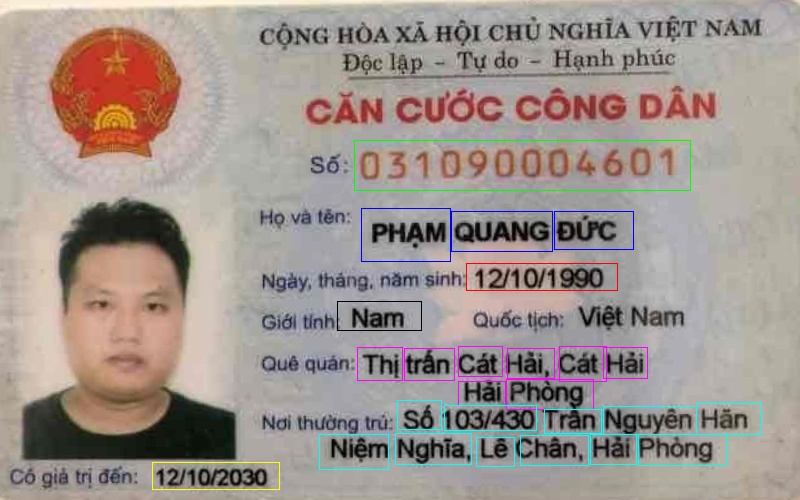 CỘNG HÒA XÃ HỘI CHỦ NGHĨA VIỆT NAM
Độc lập - Tự do - Hạnh phúc
CĂN CƯỚC CÔNG DÂN
Số: 031090004601
Họ và tên: PHẠM QUANG ĐỨC
Ngày, tháng, năm sinh: 12/10/1990
Giới tính: Nam Quốc tịch: Việt Nam
Quê quán: Thị trấn Cát Hải, Cát Hải
Hải Phòng
Nơi thường trú: Số 103/430 Trần Nguyên Hãn
Niệm Nghĩa, Lê Chân, Hải Phòng
Có giá trị đến: 12/10/2030